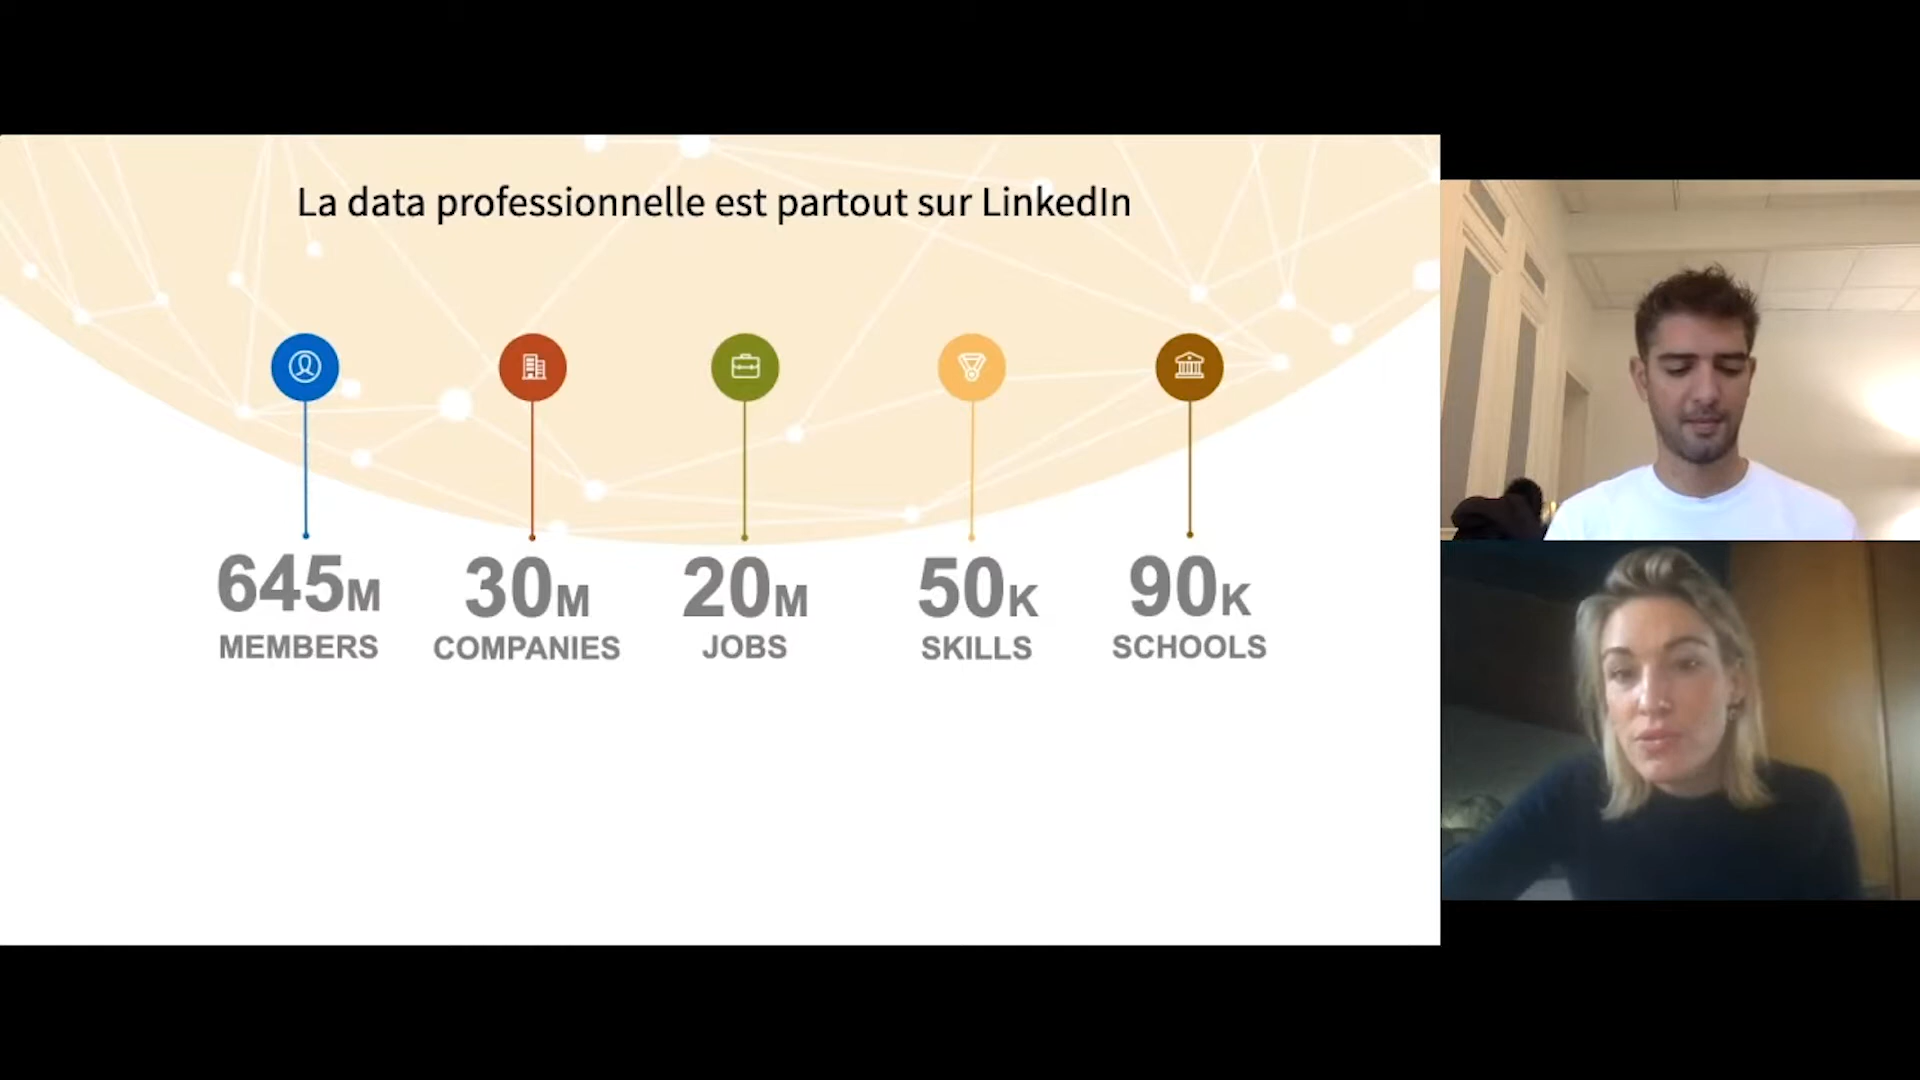 La data professionnelle est partout sur LinkedIn
645M
MEMBERS
30M
COMPANIES
20M
JOBS
50K
SKILLS
90K
SCHOOLS